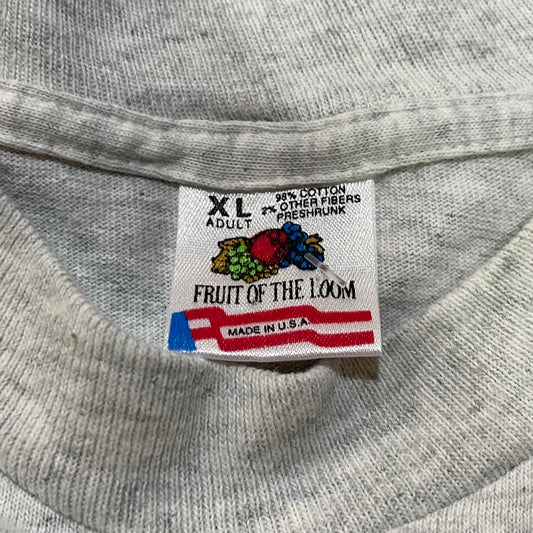 XL
ADULT
98% COTTON
2% OTHER FIBERS
PRESHRUNK
FRUIT OF THE LOOM
MADE IN U.S.A.